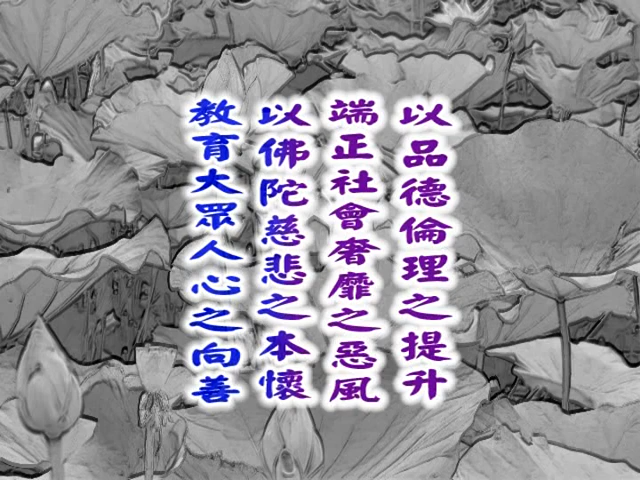 以品德倫理之提升
端正社會奢靡之惡風
以佛陀慈悲之本懷
教育大眾人心之向善